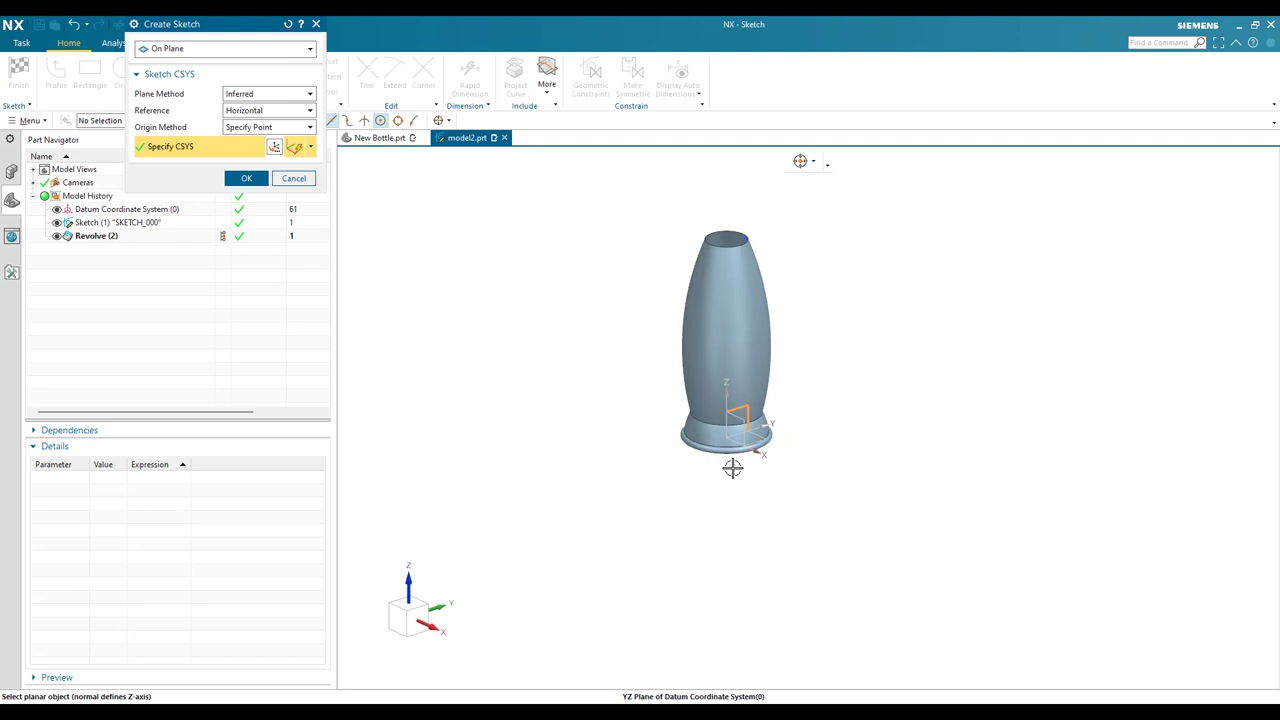 NX
Create Sketch
?
NX - Sketch
SIEMENS
Task
Home
Analys
Find a Command
On Plane
Sketch CSYS
Finish
Profile
Rectangle
Trim
Extend
Corner
Rapid
Dimension
Project
Curve
More
Geometric
Constraints
Make
Symmetric
Display Auto
Dimensions
Plane Method
Inferred
Sketch
Edit
Dimension
Include
Constrain
Reference
Horizontal
Menu
No Selection
Origin Method
Specify Point
Part Navigator
Specify CSYS
New Bottle.prt
model2.prt
Name
Model Views
Cameras
OK
Cancel
Model History
Datum Coordinate System (0)
61
Sketch (1) "SKETCH_000"
1
Revolve (2)
1
Z
Y
X
Dependencies
Details
Parameter
Value
Expression
Z
Y
X
Preview
Select planar object (normal defines Z-axis)
YZ Plane of Datum Coordinate System(0)